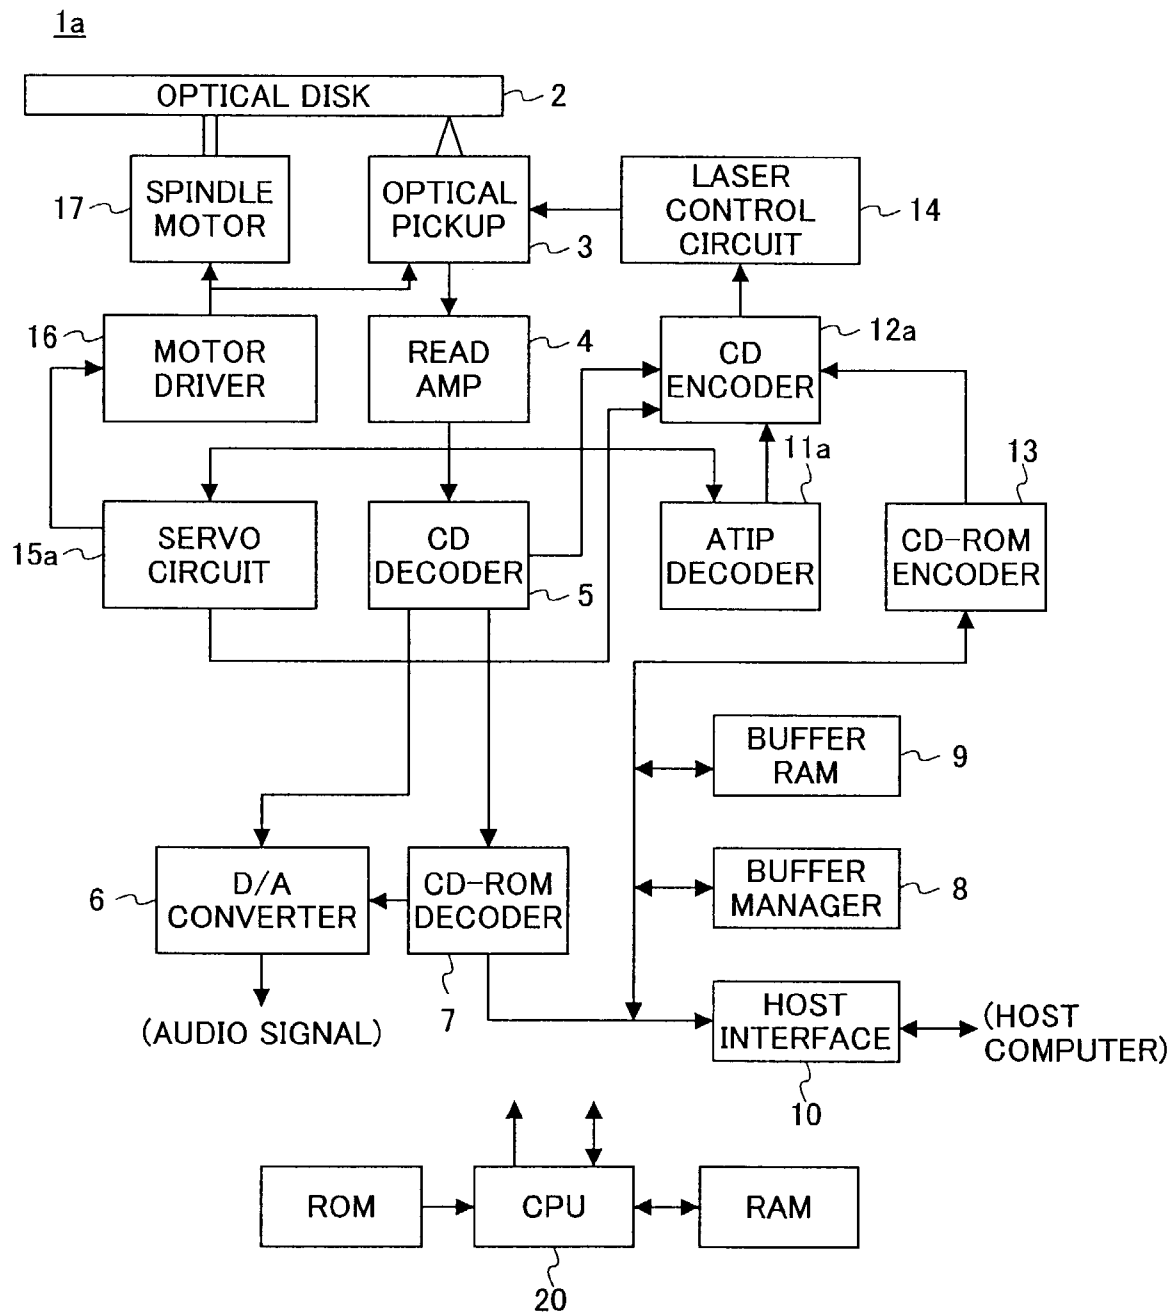 1a
OPTICAL DISK
2
SPINDLE
MOTOR
17
OPTICAL
PICKUP
3
LASER
CONTROL
CIRCUIT
14
16
MOTOR
DRIVER
READ
AMP
4
CD
ENCODER
12a
11a
13
SERVO
CIRCUIT
15a
CD
DECODER
5
ATIP
DECODER
CD-ROM
ENCODER
BUFFER
RAM
9
D/A
CONVERTER
6
CD-ROM
DECODER
7
BUFFER
MANAGER
8
(AUDIO SIGNAL)
HOST
INTERFACE
10
(HOST
COMPUTER)
ROM
CPU
RAM
20